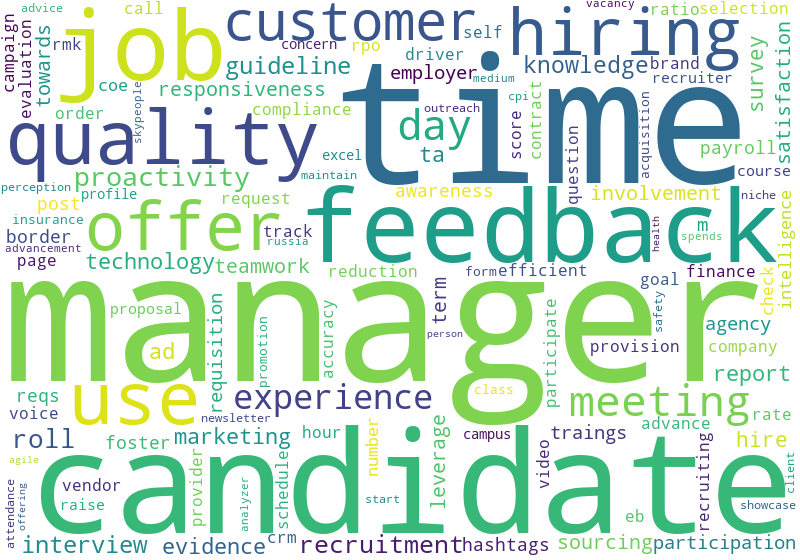 advice
call
vacancy
ratio
selection
job
customer
hiring
campaign
evaluation
towards
rmk
concern
rpo
self
driver
coe
guideline
employer
medium
knowledge
brand
recruiter
survey
satisfaction
responsiveness
order
compliance
skypeople
outreach
cpi
time
quality
day
ta
score
contract
question
acquisition
payroll
course
excel
maintain
perception
profile
proactivity
request
awareness
involvement
niche
post
insurance
border
advancement
page
offer
track
russia
feedback
m
spends
health
intelligence
technology
teamwork
reduction
form
efficient
goal
finance
check
manager
proposal
ad
requisition
promotion
accuracy
person
term
class
participate
provision
safety
agency
company
reqs
voice
use
experience
meeting
report
rate
newsletter
roll
foster
marketing
hour
number
leverage
campus
traings
advance
hire
agile
candidate
vendor
raise
provider
analyzer
scheduleg
start
video
eb
recruiting
client
showcase
attendance
offering
interview
evidence
crm
recruitment
hashtags
sourcing
participation